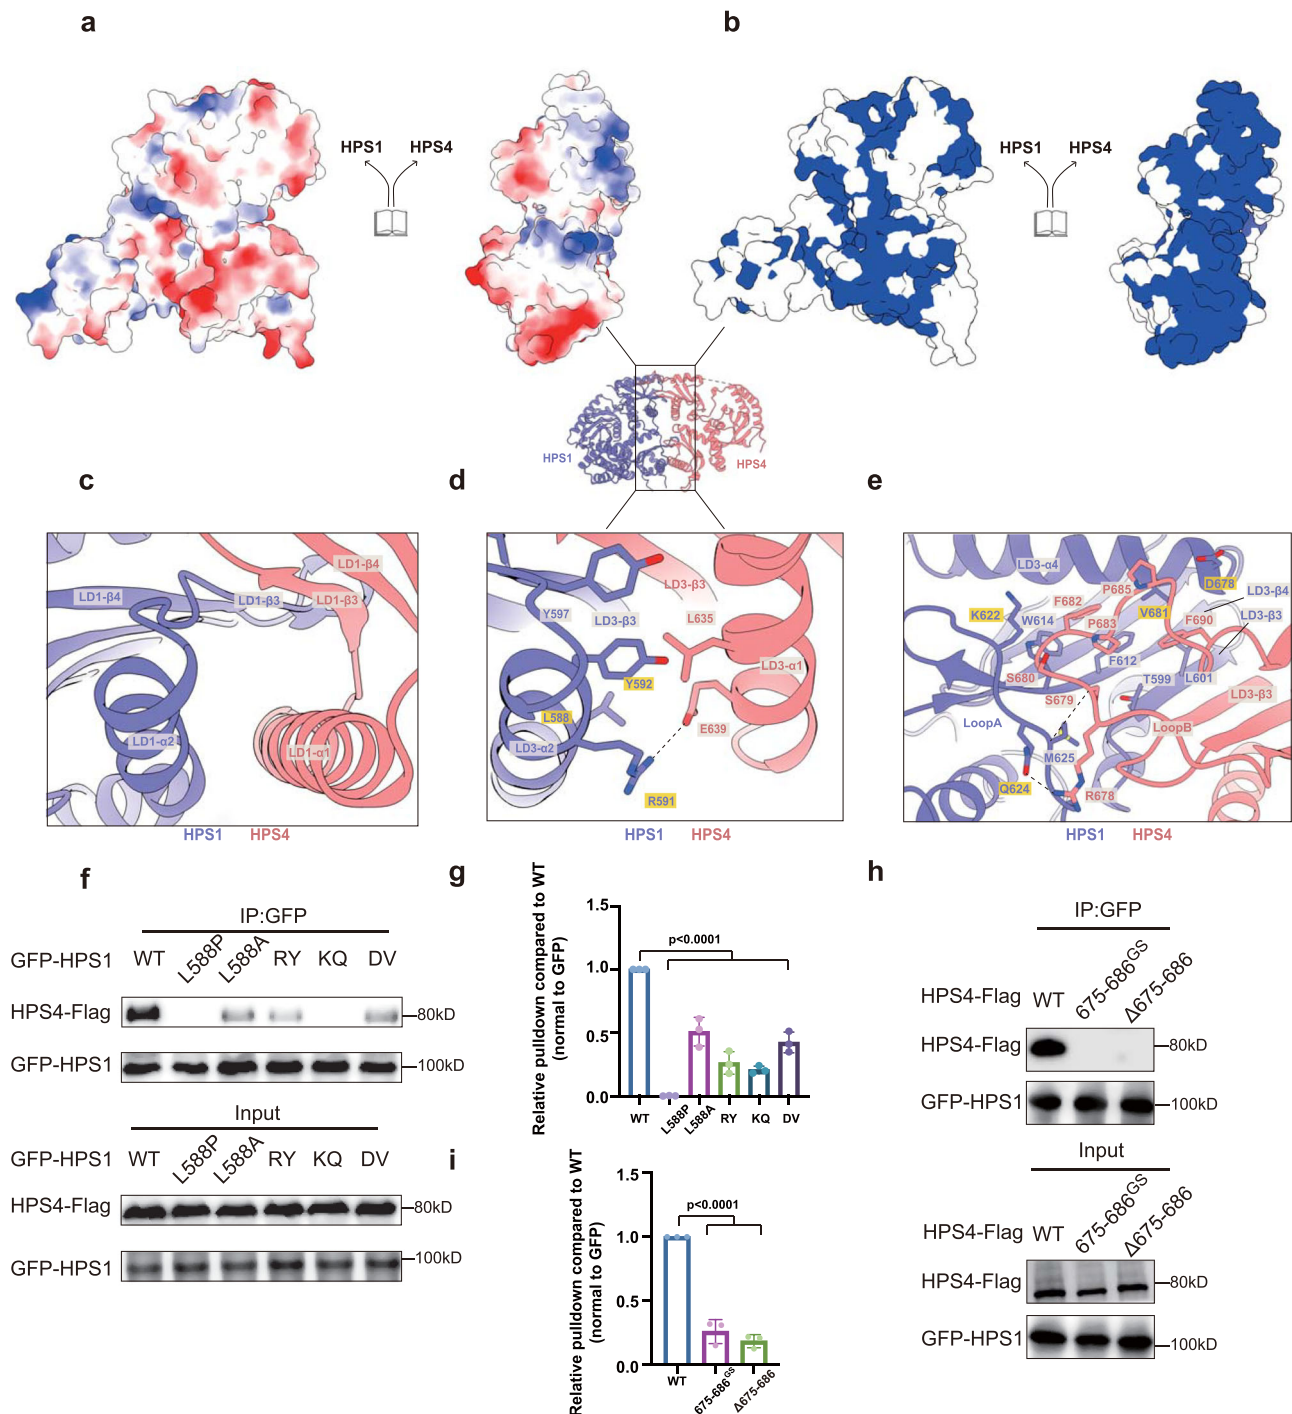 a
b
HPS1 HPS4
HPS1 HPS4
HPS1
HPS4
c
d
e
LD1-β4
LD1-β4
LD1-β3
LD1-β3
LD1-α2
LD1-α1
HPS1 HPS4
LD3-β3
Y597
LD3-β3
L635
Y592
LD3-α1
L588
E639
LD3-α2
R591
HPS1 HPS4
LD3-α4
P685
D678
F682
V681
LD3-β4
K622
W614
P683
F690
LD3-β3
F612
S680
T599
L601
S679
LD3-β3
LoopA
LoopB
M625
Q624
R678
HPS1 HPS4
f
IP:GFP
GFP-HPS1 WT L588P L588A RY KQ DV
HPS4-Flag 80kD
GFP-HPS1 100kD
Input
GFP-HPS1 WT L588P L588A RY KQ DV
HPS4-Flag 80kD
GFP-HPS1 100kD
g
Relative pulldown compared to WT
(normal to GFP)
1.5
1.0
0.5
0.0
p<0.0001
WT L588P L588A RY KQ DV
h
IP:GFP
HPS4-Flag WT 675-686GS Δ675-686
HPS4-Flag 80kD
GFP-HPS1 100kD
Input
HPS4-Flag WT 675-686GS Δ675-686
HPS4-Flag 80kD
GFP-HPS1 100kD
i
Relative pulldown compared to WT
(normal to GFP)
1.5
1.0
0.5
0.0
p<0.0001
WT 675-686GS Δ675-686